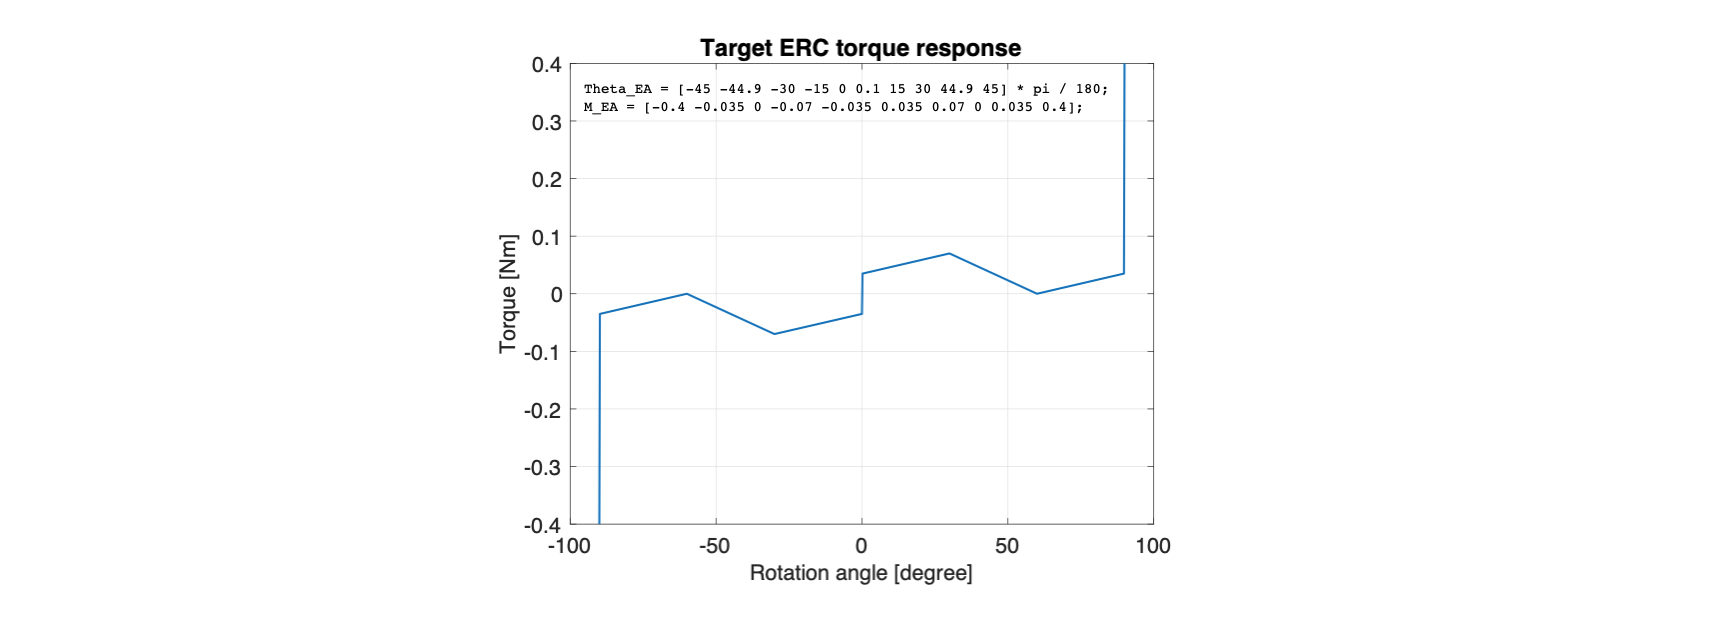 Target ERC torque response
Theta_EA = [-45 -44.9 -30 -15 0 0.1 15 30 44.9 45] * pi / 180;
M_EA = [-0.4 -0.035 0 -0.07 -0.035 0.035 0.07 0 0.035 0.4];
0.4
0.3
0.2
0.1
0
-0.1
-0.2
-0.3
-0.4
Torque [Nm]
-100 -50 0 50 100
Rotation angle [degree]